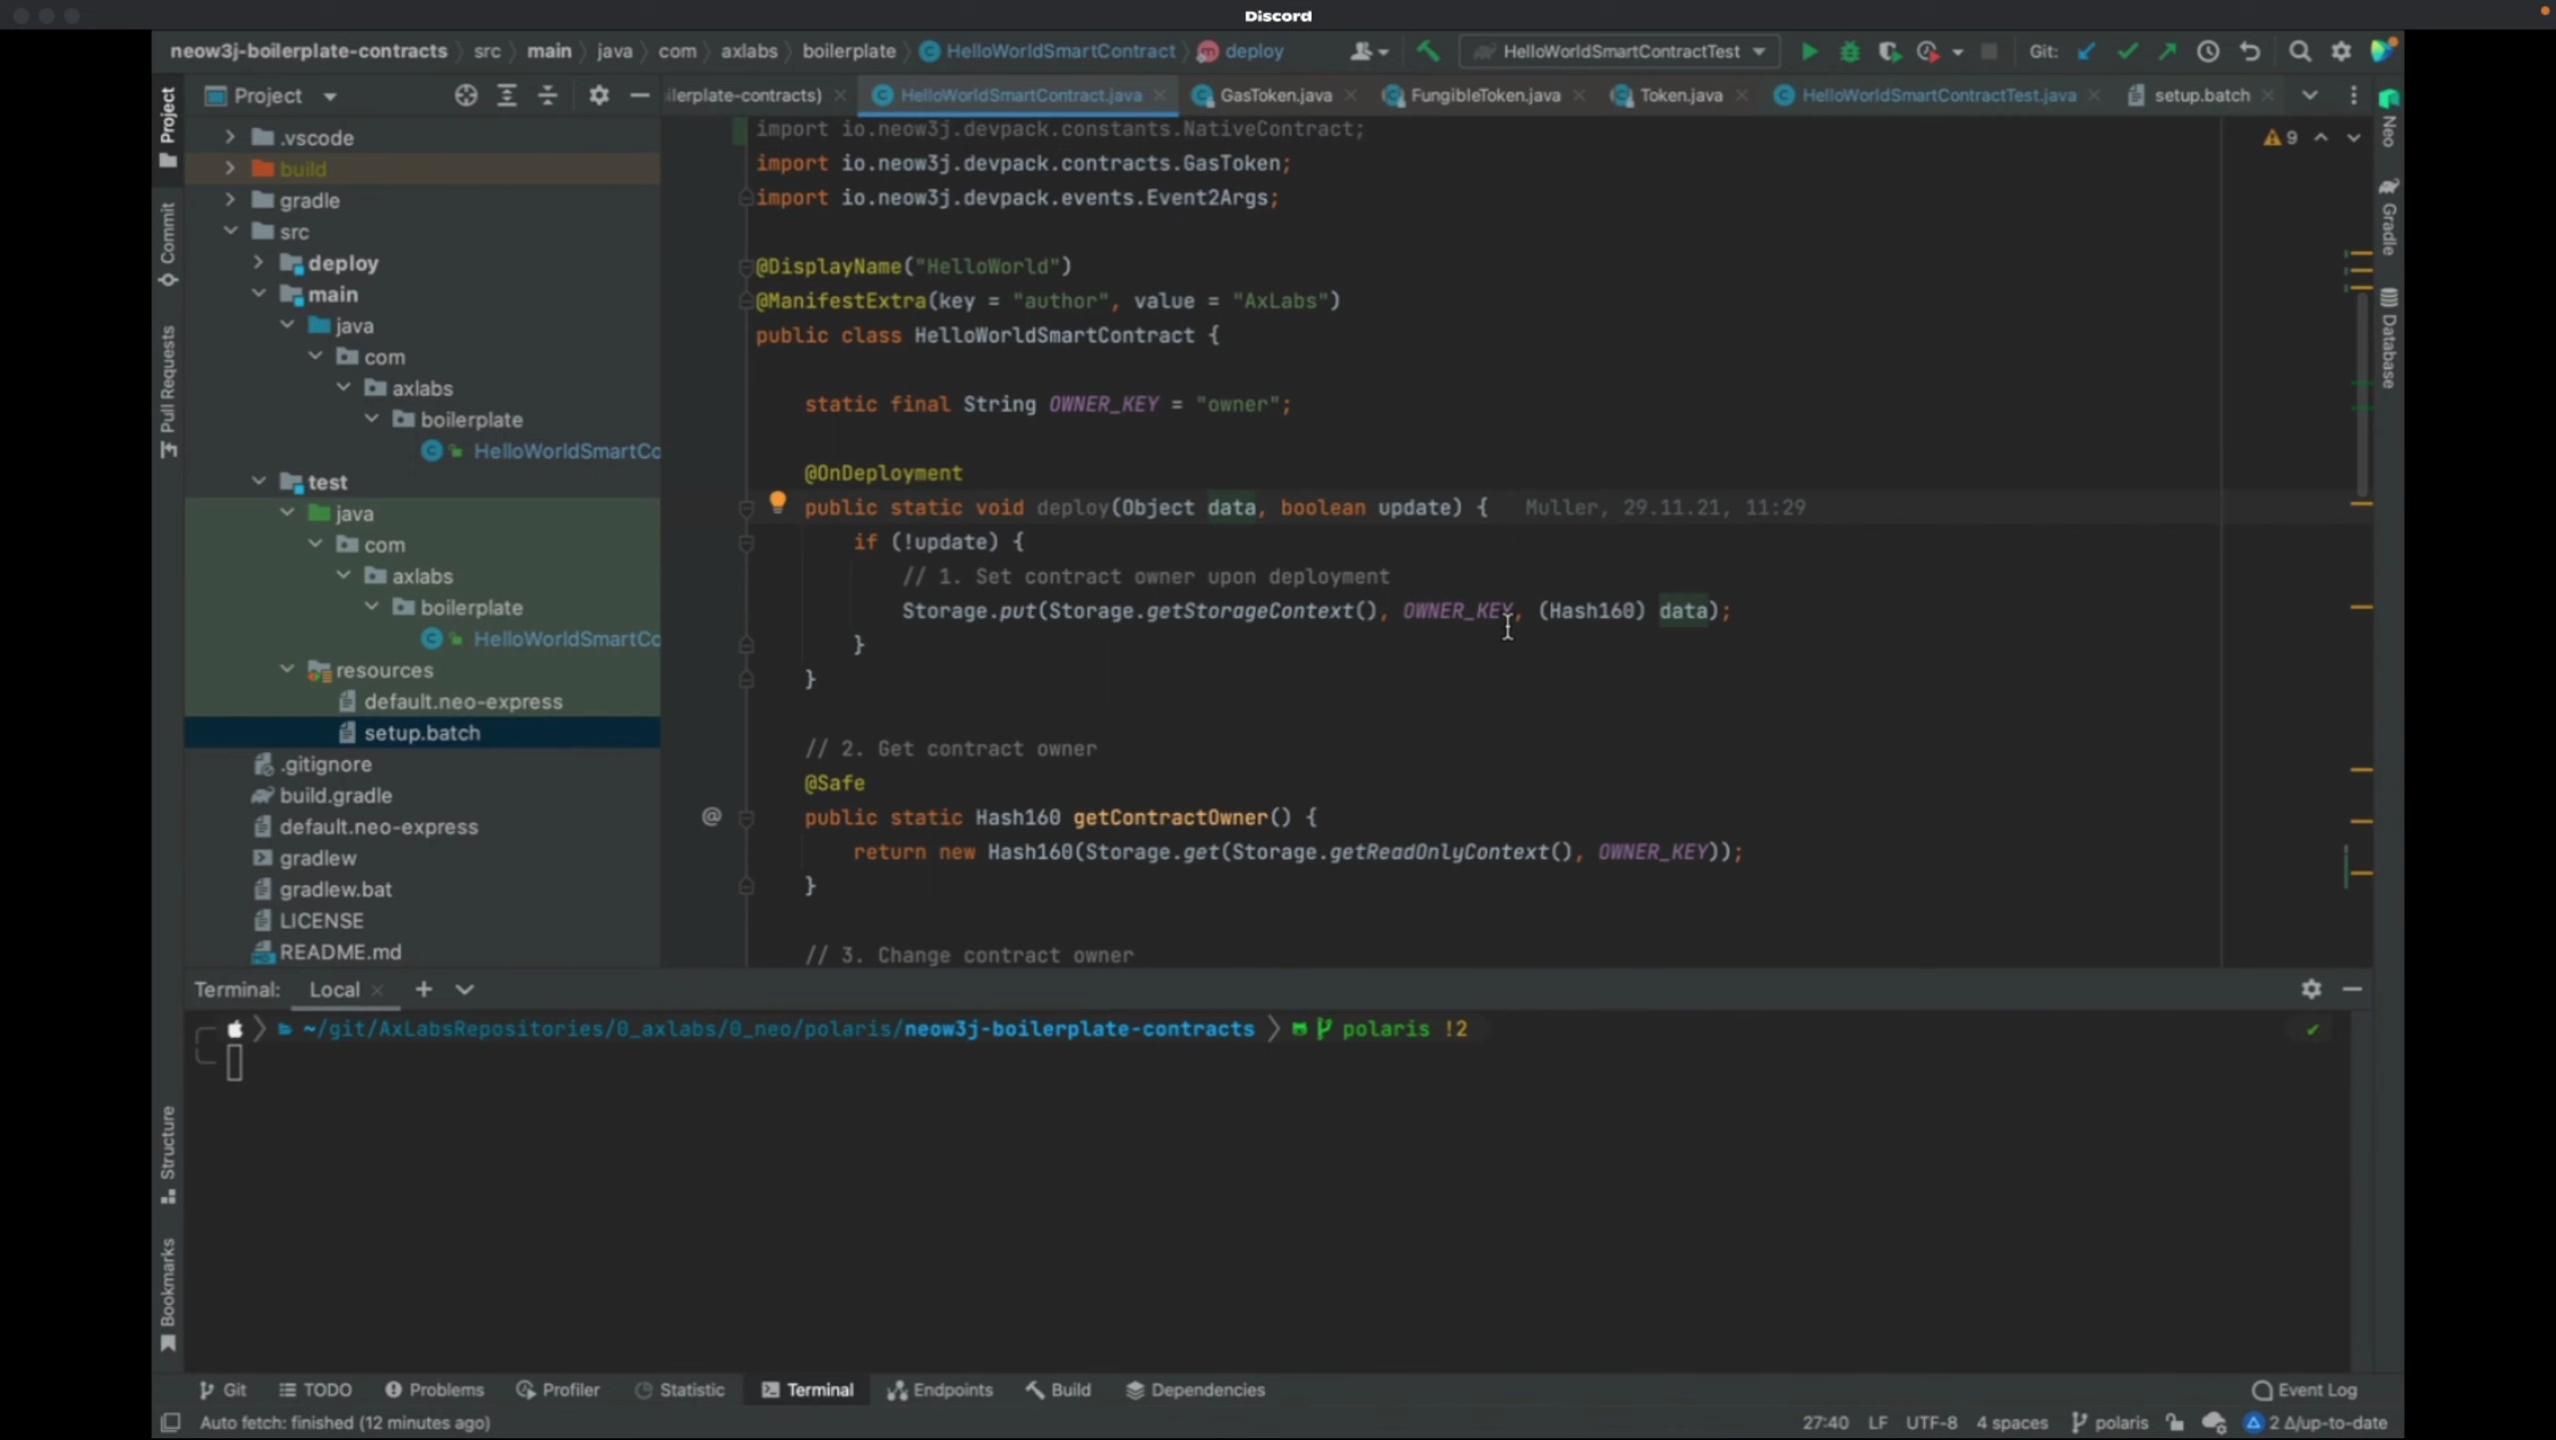 Discord
neow3j-boilerplate-contracts src main java com axlabs boilerplate HelloWorldSmartContract deploy HelloWorldSmartContractTest Git:
Project
ilerplate-contracts) HelloWorldSmartContract.java GasToken.java FungibleToken.java Token.java HelloWorldSmartContractTest.java setup.batch
Project
Commit
Pull Requests
Structure
Bookmarks
Neo
Gradle
Database
.vscode
build
gradle
src
deploy
main
java
com
axlabs
boilerplate
HelloWorldSmartCo
test
java
com
axlabs
boilerplate
HelloWorldSmartCo
resources
default.neo-express
setup.batch
.gitignore
build.gradle
default.neo-express
gradlew
gradlew.bat
LICENSE
README.md
9
import io.neow3j.devpack.constants.NativeContract;
import io.neow3j.devpack.contracts.GasToken;
import io.neow3j.devpack.events.Event2Args;
@DisplayName("HelloWorld")
@ManifestExtra(key = "author", value = "AxLabs")
public class HelloWorldSmartContract {
static final String OWNER_KEY = "owner";
@OnDeployment
public static void deploy(Object data, boolean update) { Muller, 29.11.21, 11:29
if (!update) {
// 1. Set contract owner upon deployment
Storage.put(Storage.getStorageContext(), OWNER_KEY, (Hash160) data);
}
}
// 2. Get contract owner
@Safe
@ public static Hash160 getContractOwner() {
return new Hash160(Storage.get(Storage.getReadOnlyContext(), OWNER_KEY));
}
// 3. Change contract owner
Terminal: Local
~/git/AxLabsRepositories/0_axlabs/0_neo/polaris/neow3j-boilerplate-contracts polaris !2
Git TODO Problems Profiler Statistic Terminal Endpoints Build Dependencies Event Log
Auto fetch: finished (12 minutes ago) 27:40 LF UTF-8 4 spaces polaris 2 Δ/up-to-date